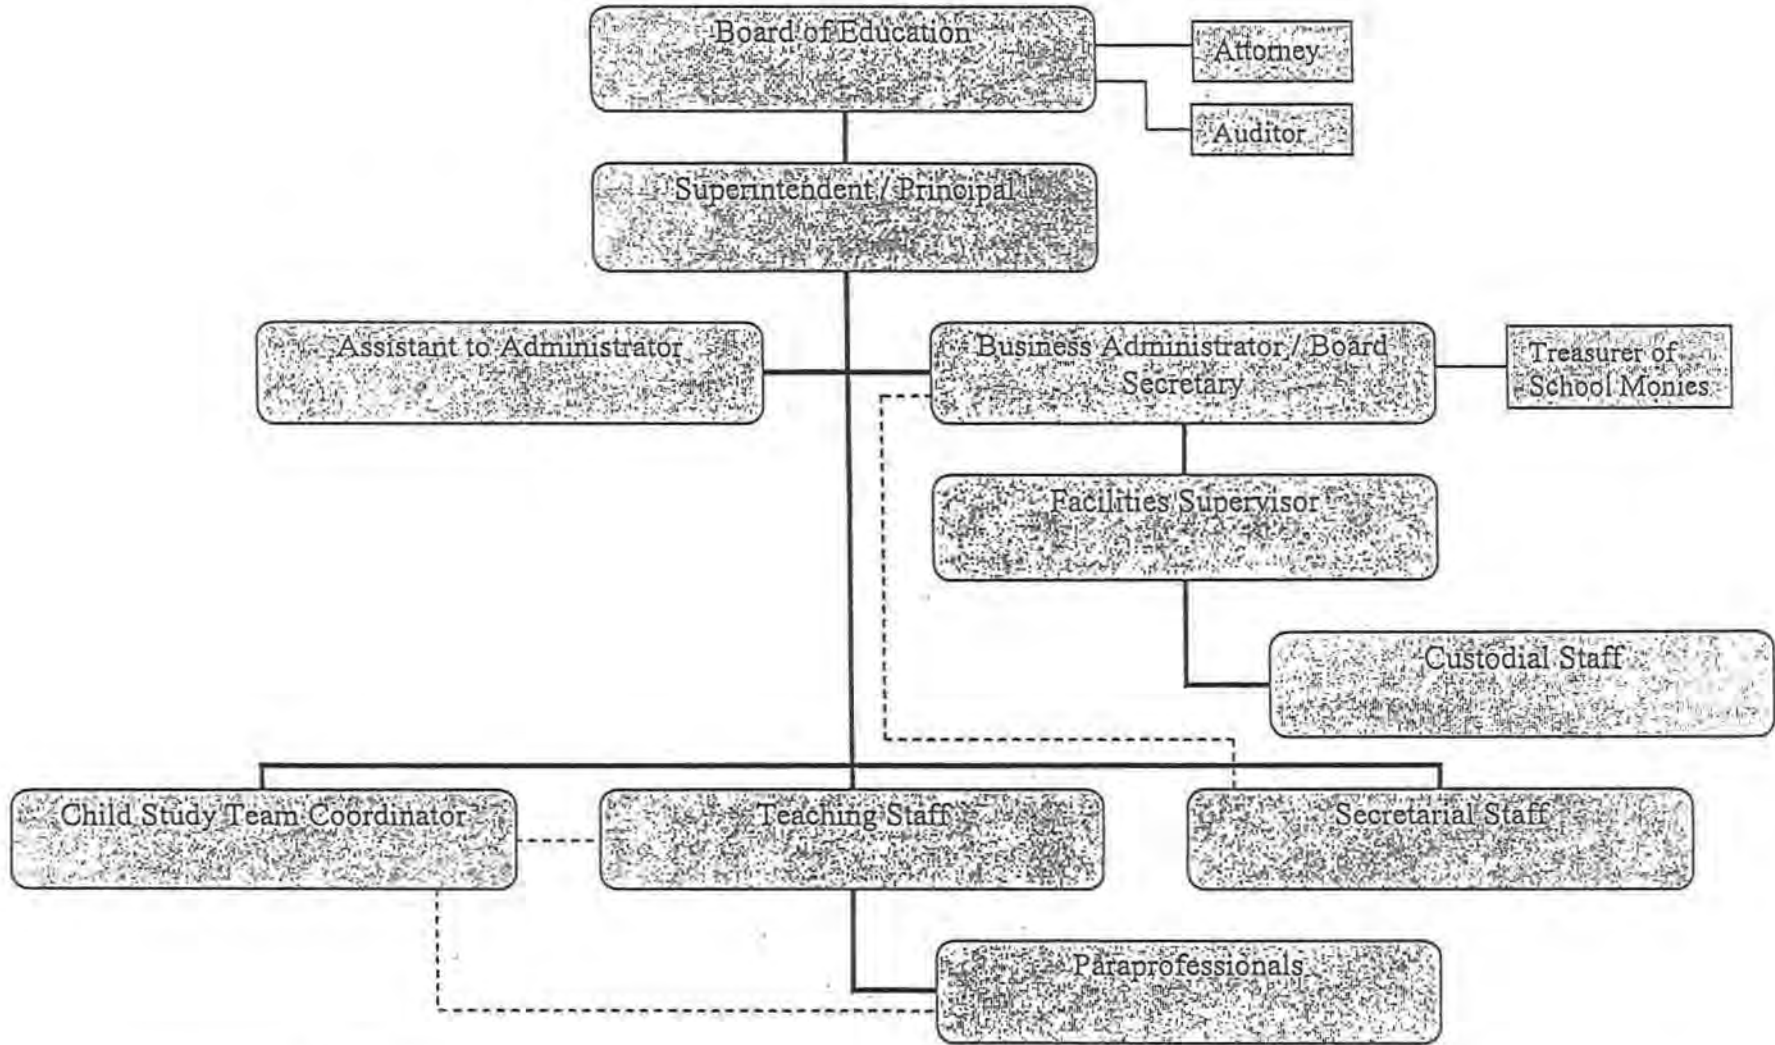 Board of Education
Attorney
Auditor
Superintendent / Principal
Assistant to Administrator
Business Administrator / Board
Secretary
Treasurer of
School Monies
Facilities Supervisor
Custodial Staff
Child Study Team Coordinator
Teaching Staff
Secretarial Staff
Paraprofessionals